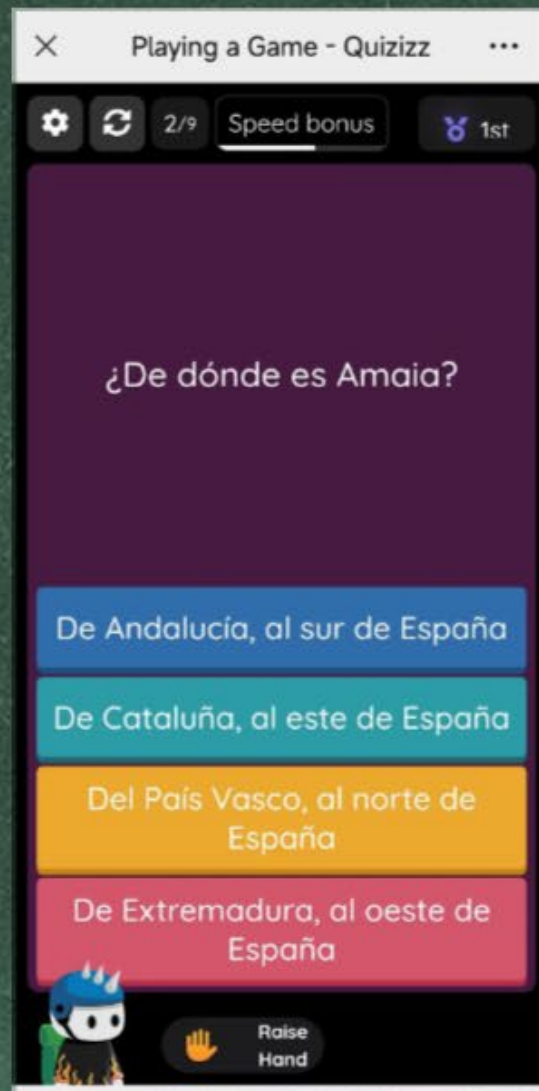 Playing a Game - Quizizz
2/9
Speed bonus
1st
¿De dónde es Amaia?
De Andalucía, al sur de España
De Cataluña, al este de España
Del País Vasco, al norte de
España
De Extremadura, al oeste de
España
Raise
Hand